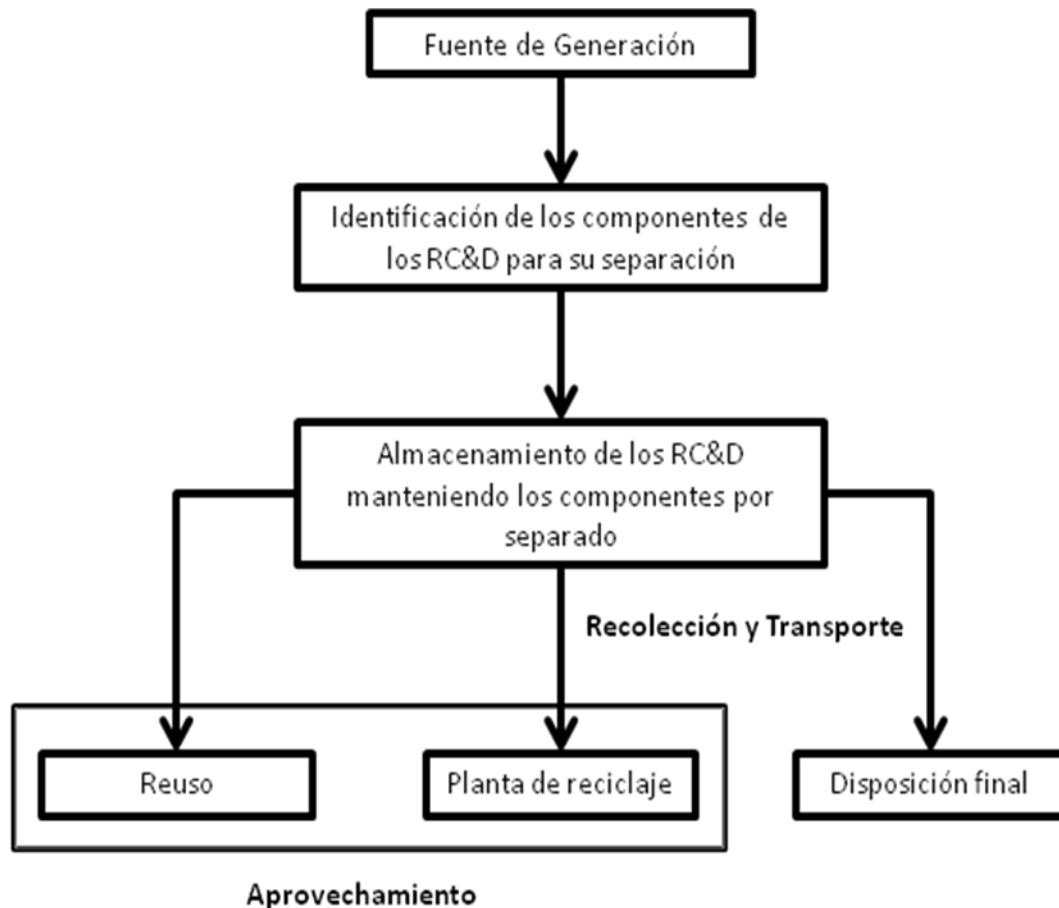 Fuente de Generación
Identificación de los componentes de
los RC&D para su separación
Almacenamiento de los RC&D
manteniendo los componentes por
separado
Recolección y Transporte
Reuso
Planta de reciclaje
Disposición final
Aprovechamiento